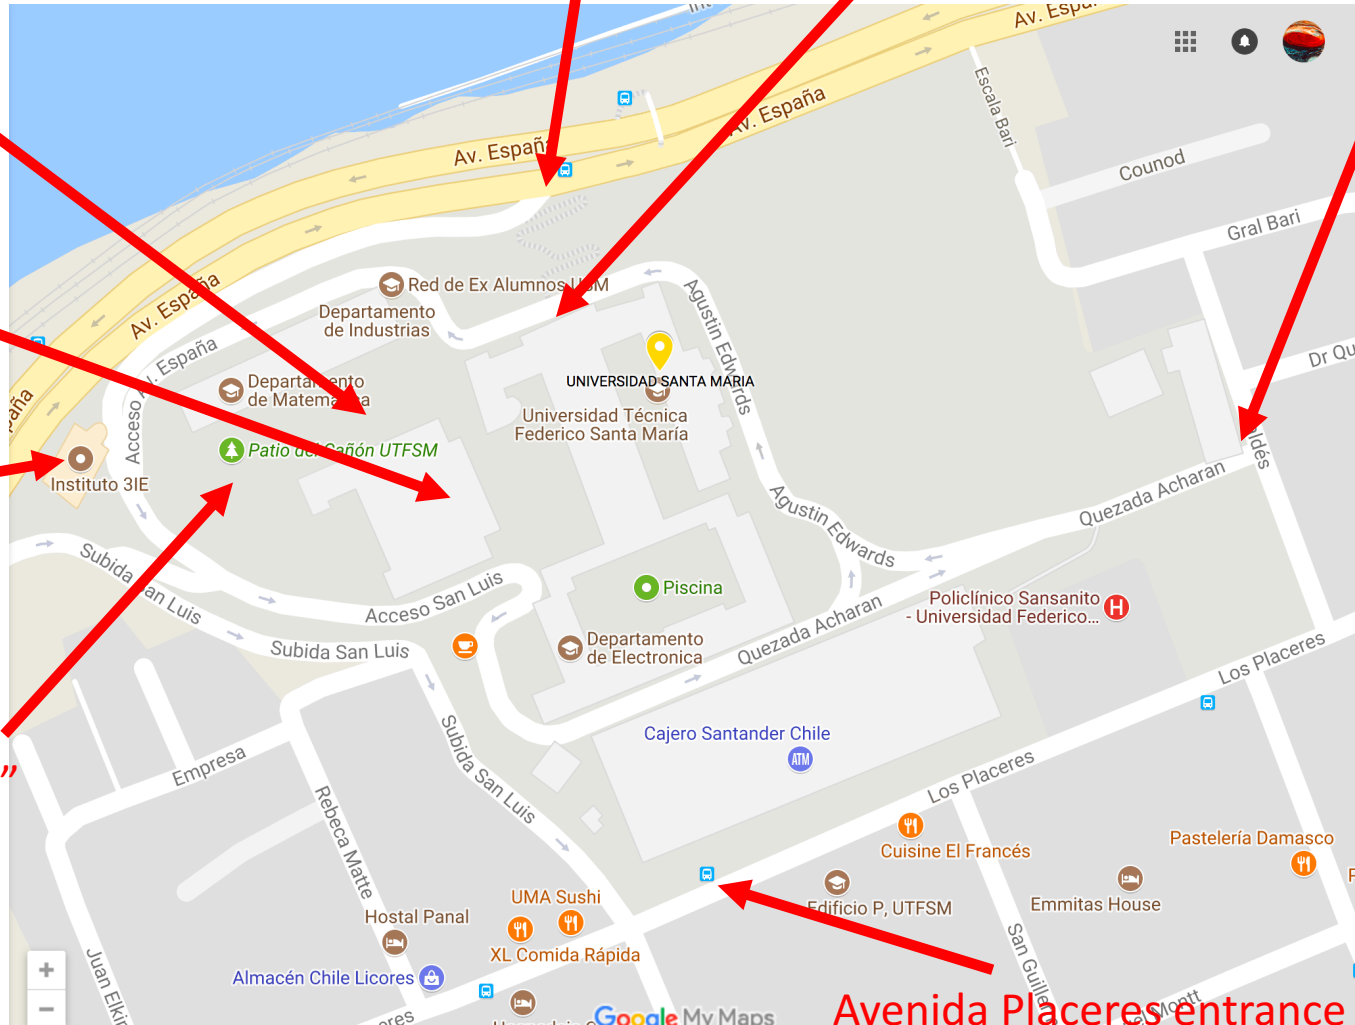 Av. España
Escala Bari
Av. España
Av. España
Counod
Gral Bari
Red de Ex Alumnos USM
Av. España
Departamento
de Industrias
Agustin Edwards
Acceso Av. España
UNIVERSIDAD SANTA MARIA
Departamento
de Matemática
Universidad Técnica
Federico Santa María
Patio del Cañón UTFSM
Instituto 3IE
Quezada Acharan
Agustin Edwards
Subida San Luis
Acceso San Luis
Piscina
Policlínico Sansanito
- Universidad Federico...
H
Departamento
de Electronica
Quezada Acharan
Subida San Luis
Los Placeres
Cajero Santander Chile
ATM
”
Empresa
Subida San Luis
Los Placeres
Rebeca Matte
Cuisine El Francés
Pastelería Damasco
UMA Sushi
Edificio P, UTFSM
Emmitas House
Hostal Panal
XL Comida Rápida
+
Almacén Chile Licores
−
Google My Maps
Avenida Placeres entrance